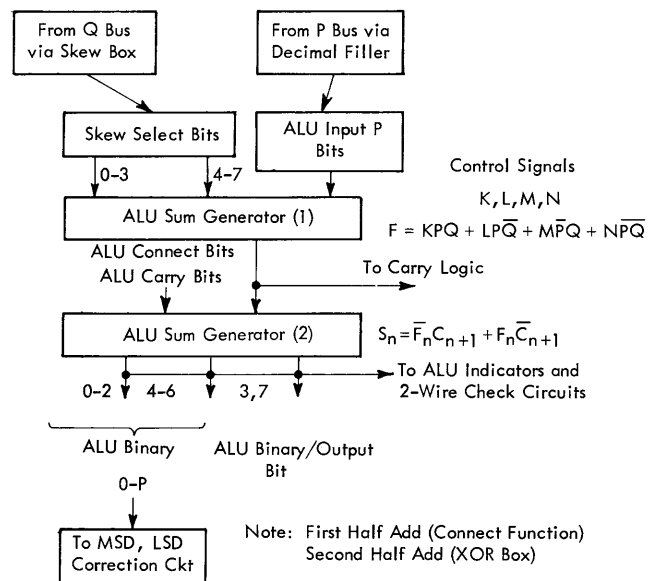 From Q Bus
via Skew Box
From P Bus via
Decimal Filler
Skew Select Bits
ALU Input P
Bits
0-3
4-7
Control Signals
K, L, M, N
ALU Sum Generator (1)
F = KPQ + LPQ̅ + MP̅Q + NP̅Q̅
ALU Connect Bits
ALU Carry Bits
To Carry Logic
ALU Sum Generator (2)
Sₙ = F̅ₙCₙ₊₁ + FₙC̅ₙ₊₁
0-2
4-6
3,7
To ALU Indicators and
2-Wire Check Circuits
ALU Binary
ALU Binary/Output
Bit
0-P
To MSD, LSD
Correction Ckt
Note: First Half Add (Connect Function)
Second Half Add (XOR Box)